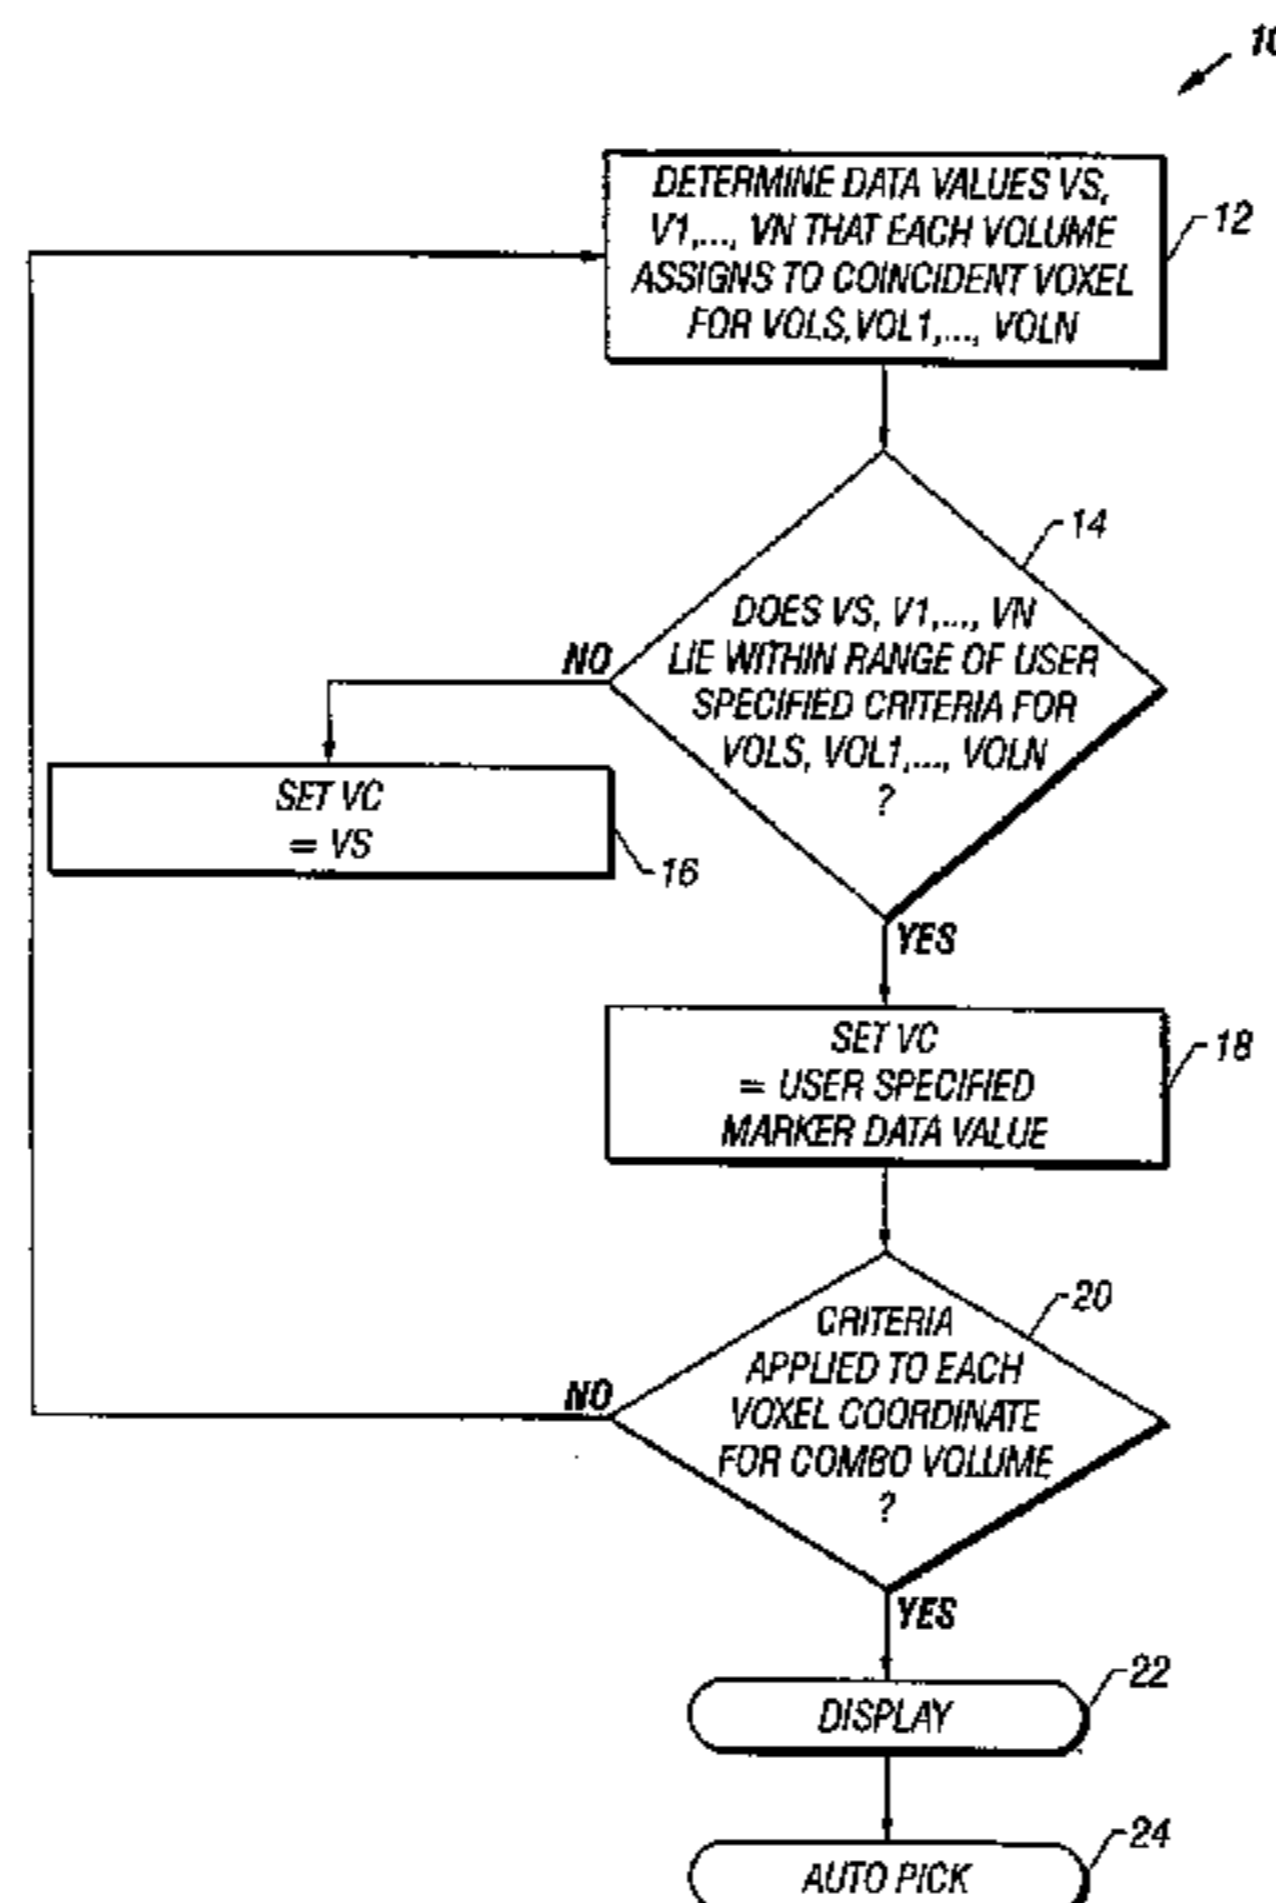 10
DETERMINE DATA VALUES VS,
V1,..., VN THAT EACH VOLUME
ASSIGNS TO COINCIDENT VOXEL
FOR VOLS,VOL1,..., VOLN
12
14
DOES VS, V1,..., VN
LIE WITHIN RANGE OF USER
SPECIFIED CRITERIA FOR
VOLS, VOL1,..., VOLN
?
NO
SET VC
= VS
16
YES
SET VC
= USER SPECIFIED
MARKER DATA VALUE
18
20
CRITERIA
APPLIED TO EACH
VOXEL COORDINATE
FOR COMBO VOLUME
?
NO
YES
22
DISPLAY
24
AUTO PICK